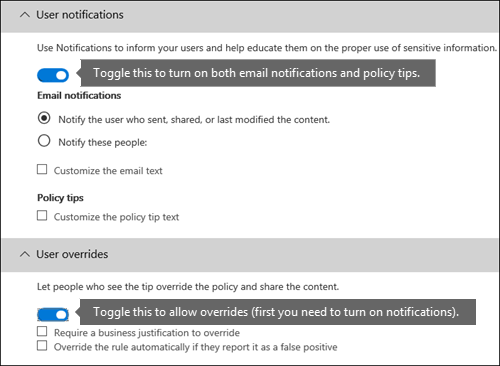 User notifications
Use Notifications to inform your users and help educate them on the proper use of sensitive information.
Toggle this to turn on both email notifications and policy tips.
Email notifications
Notify the user who sent, shared, or last modified the content.
Notify these people:
Customize the email text
Policy tips
Customize the policy tip text
User overrides
Let people who see the tip override the policy and share the content.
Toggle this to allow overrides (first you need to turn on notifications).
Require a business justification to override
Override the rule automatically if they report it as a false positive